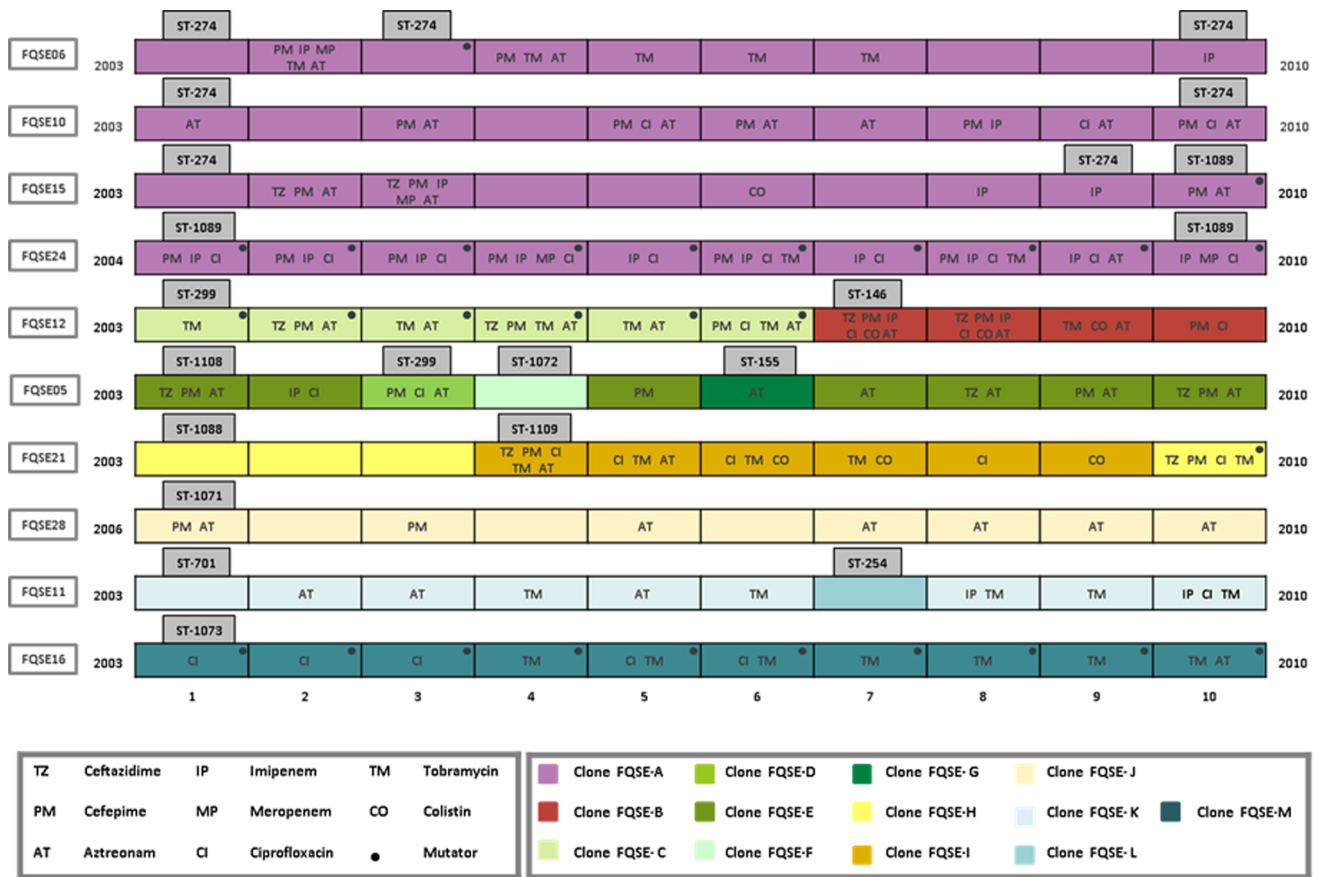 ST-274 ST-274 ST-274
FQSE06 2003 PM IP MP PM TM AT TM TM TM IP 2010
TM AT
ST-274 ST-274
FQSE10 2003 AT PM AT PM CI AT PM AT AT PM IP CI AT PM CI AT 2010
ST-274 ST-274 ST-1089
FQSE15 2003 TZ PM AT TZ PM IP CO IP IP PM AT 2010
MP AT
ST-1089 ST-1089
FQSE24 2004 PM IP CI PM IP CI PM IP CI PM IP MP CI IP CI PM IP CI TM IP CI PM IP CI TM IP CI AT IP MP CI 2010
ST-299 ST-146
FQSE12 2003 TM TZ PM AT TM AT TZ PM TM AT TM AT PM CI TM AT TZ PM IP TZ PM IP TM CO AT PM CI 2010
CI CO AT CI CO AT
ST-1108 ST-299 ST-1072 ST-155
FQSE05 2003 TZ PM AT IP CI PM CI AT PM AT AT TZ AT PM AT TZ PM AT 2010
ST-1088 ST-1109
FQSE21 2003 TZ PM CI CI TM AT CI TM CO TM CO CI CO TZ PM CI TM 2010
TM AT
ST-1071
FQSE28 2006 PM AT PM AT AT AT AT AT 2010
ST-701 ST-254
FQSE11 2003 AT AT TM AT TM IP TM TM IP CI TM 2010
ST-1073
FQSE16 2003 CI CI CI TM CI TM CI TM TM TM TM TM AT 2010
1 2 3 4 5 6 7 8 9 10
TZ Ceftazidime IP Imipenem TM Tobramycin
PM Cefepime MP Meropenem CO Colistin
AT Aztreonam CI Ciprofloxacin Mutator
Clone FQSE-A Clone FQSE-D Clone FQSE- G Clone FQSE- J
Clone FQSE-B Clone FQSE-E Clone FQSE-H Clone FQSE- K Clone FQSE-M
Clone FQSE- C Clone FQSE-F Clone FQSE-I Clone FQSE- L